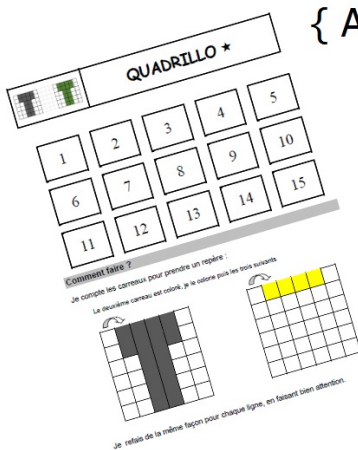 { A
QUADRILLO ★
1 2 3 4 5
6 7 8 9 10
11 12 13 14 15
Comment faire ?
Je compte les carreaux pour prendre un repère :
Le deuxième carreau est coloré, je le colorie puis les trois suivants
Je refais de la même façon pour chaque ligne, en faisant bien attention.